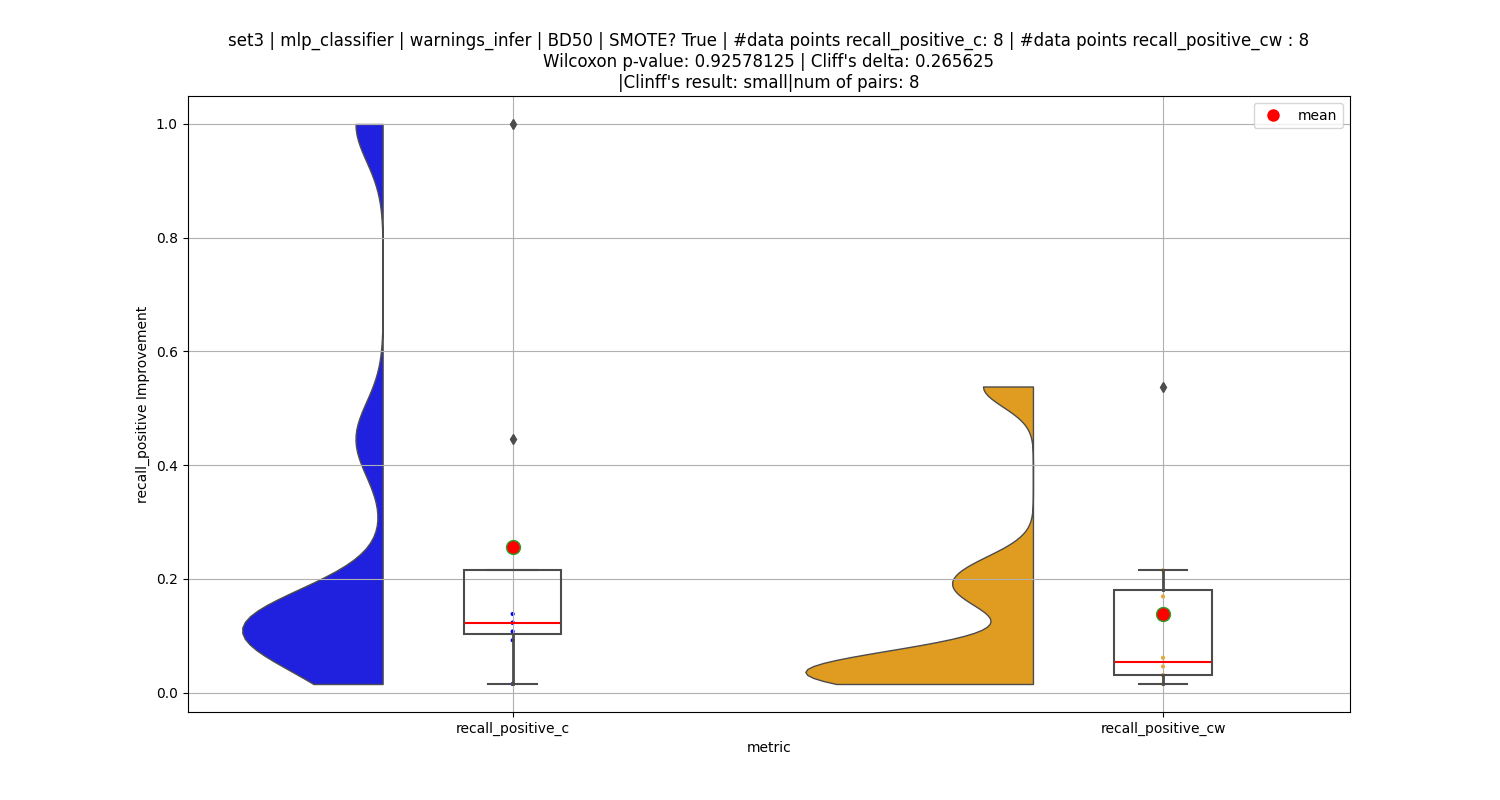 set3 | mlp_classifier | warnings_infer | BD50 | SMOTE? True | #data points recall_positive_c: 8 | #data points recall_positive_cw : 8
Wilcoxon p-value: 0.92578125 | Cliff's delta: 0.265625
|Clinff's result: small|num of pairs: 8
mean
1.0
0.8
0.6
0.4
0.2
0.0
recall_positive Improvement
recall_positive_c
recall_positive_cw
metric